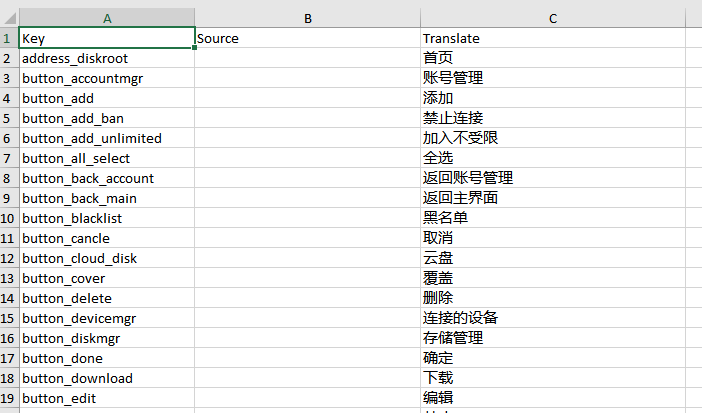 A B C
1 Key Source Translate
2 address_diskroot 首页
3 button_accountmgr 账号管理
4 button_add 添加
5 button_add_ban 禁止连接
6 button_add_unlimited 加入不受限
7 button_all_select 全选
8 button_back_account 返回账号管理
9 button_back_main 返回主界面
10 button_blacklist 黑名单
11 button_cancle 取消
12 button_cloud_disk 云盘
13 button_cover 覆盖
14 button_delete 删除
15 button_devicemgr 连接的设备
16 button_diskmgr 存储管理
17 button_done 确定
18 button_download 下载
19 button_edit 编辑